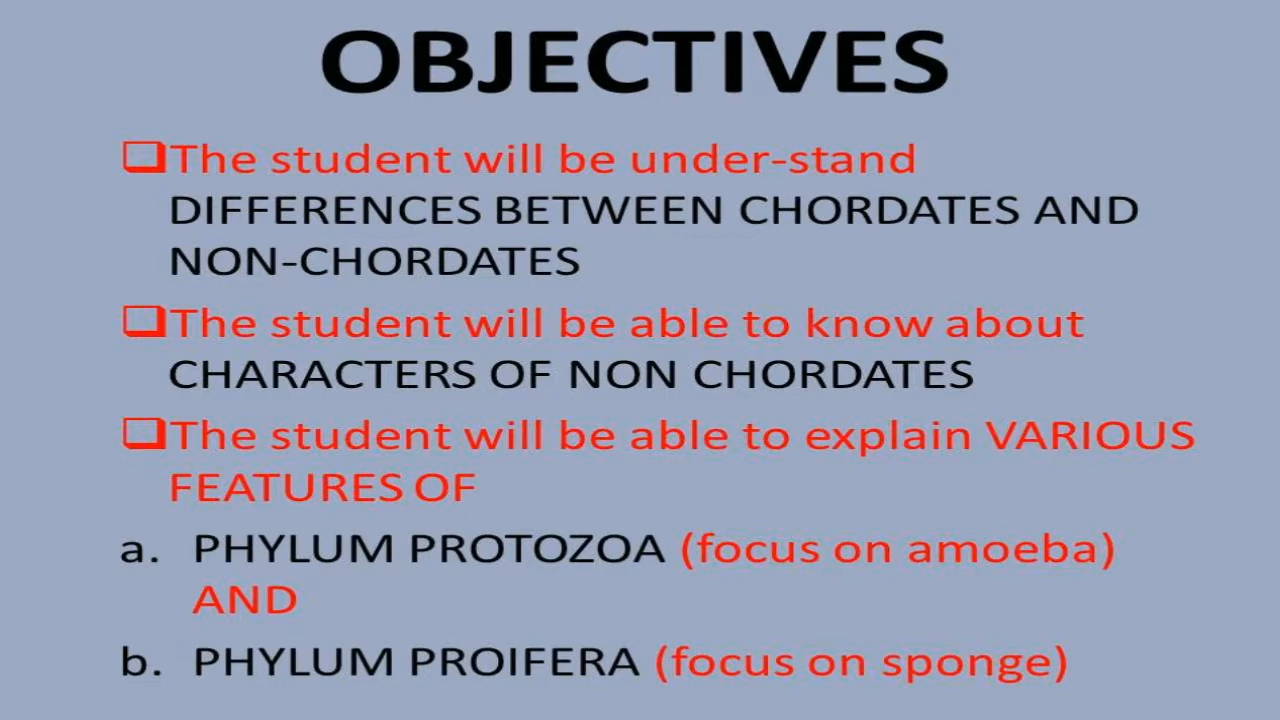 OBJECTIVES
❑The student will be under-stand
DIFFERENCES BETWEEN CHORDATES AND
NON-CHORDATES
❑The student will be able to know about
CHARACTERS OF NON CHORDATES
❑The student will be able to explain VARIOUS
FEATURES OF
a. PHYLUM PROTOZOA (focus on amoeba)
AND
b. PHYLUM PROIFERA (focus on sponge)